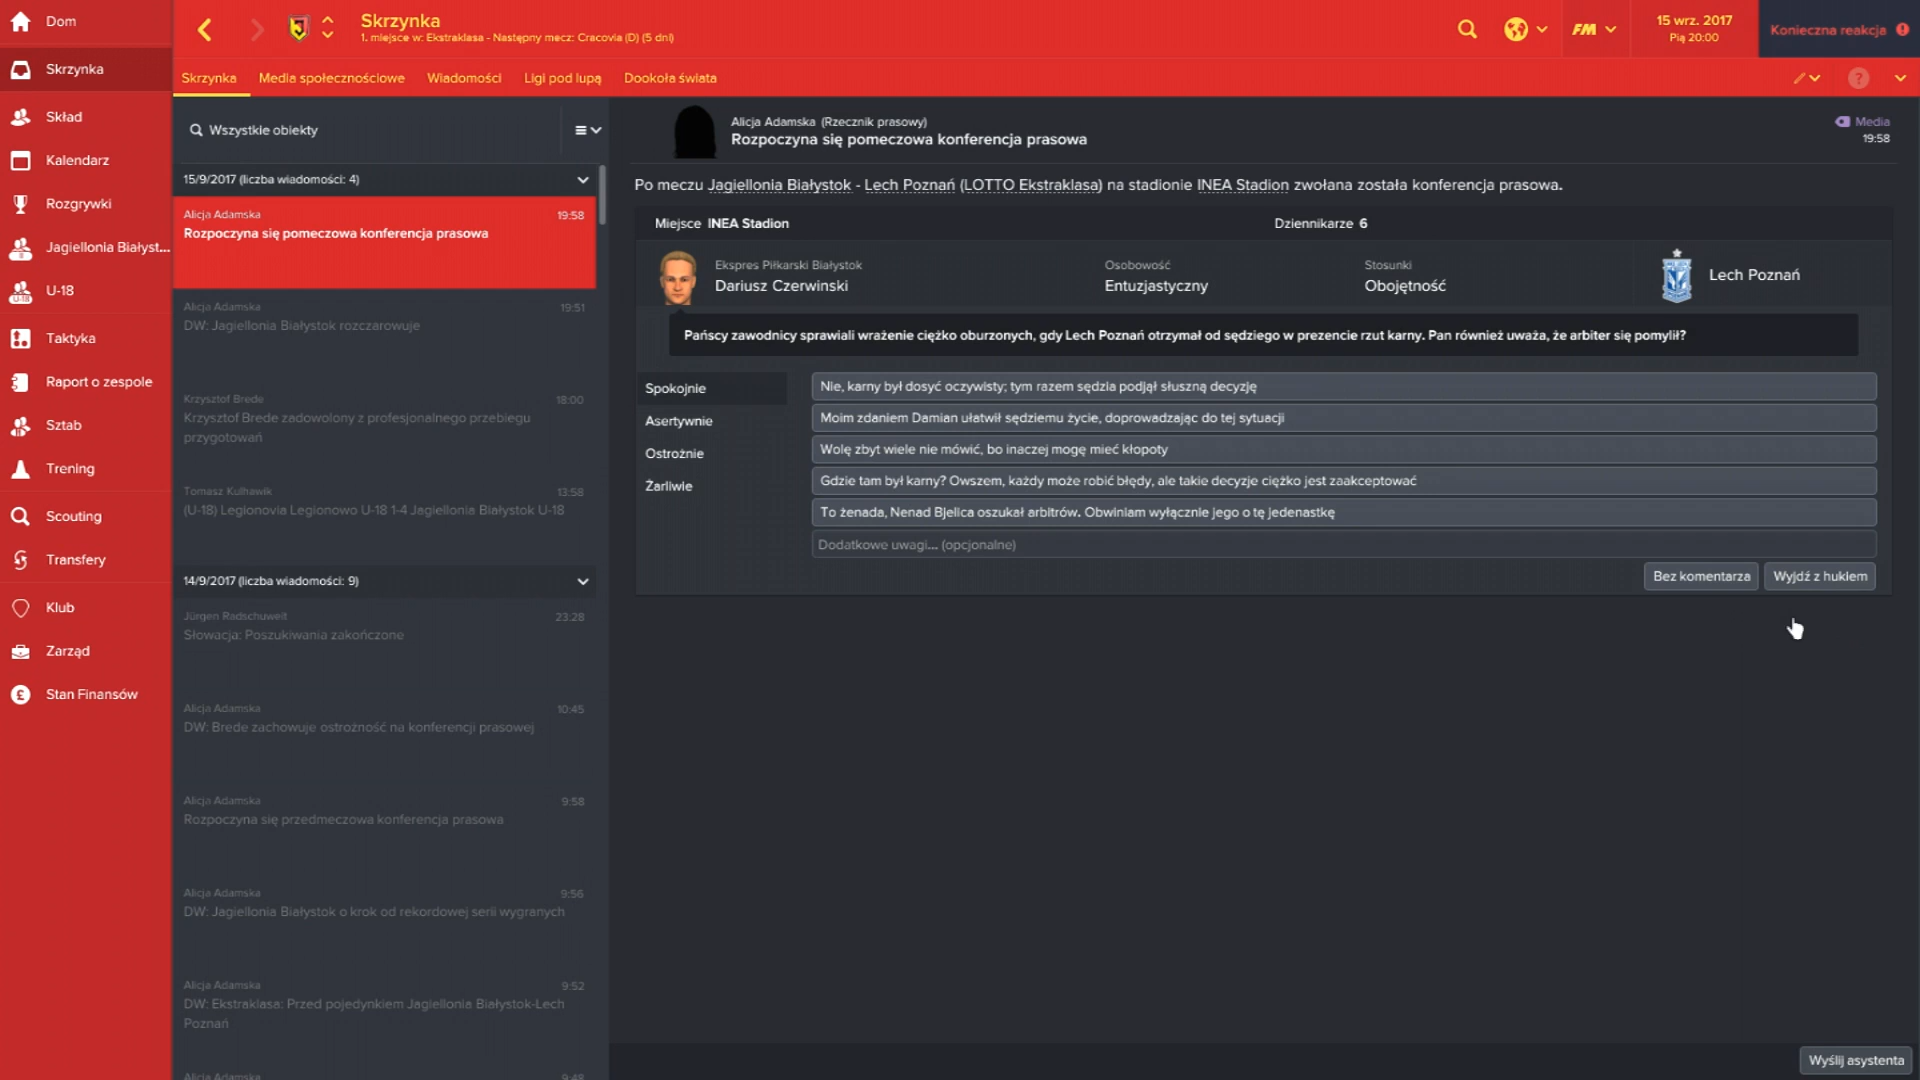 Dom
Skrzynka
Skład
Kalendarz
Rozgrywki
Jagiellonia Białyst...
U-18
Taktyka
Raport o zespole
Sztab
Trening
Scouting
Transfery
Klub
Zarząd
Stan Finansów
Skrzynka
1. miejsce w: Ekstraklasa - Następny mecz: Cracovia (D) (5 dni)
FM
15 wrz. 2017
Pią 20:00
Konieczna reakcja
Skrzynka Media społecznościowe Wiadomości Ligi pod lupą Dookoła świata
Wszystkie obiekty
15/9/2017 (liczba wiadomości: 4)
Alicja Adamska 19:58
Rozpoczyna się pomeczowa konferencja prasowa
Alicja Adamska 19:51
DW: Jagiellonia Białystok rozczarowuje
Krzysztof Brede 18:00
Krzysztof Brede zadowolony z profesjonalnego przebiegu
przygotowań
Tomasz Kulhawik 13:58
(U-18) Legionovia Legionowo U-18 1-4 Jagiellonia Białystok U-18
14/9/2017 (liczba wiadomości: 9)
Jürgen Radschuweit 23:28
Słowacja: Poszukiwania zakończone
Alicja Adamska 10:45
DW: Brede zachowuje ostrożność na konferencji prasowej
Alicja Adamska 9:58
Rozpoczyna się przedmeczowa konferencja prasowa
Alicja Adamska 9:56
DW: Jagiellonia Białystok o krok od rekordowej serii wygranych
Alicja Adamska 9:52
DW: Ekstraklasa: Przed pojedynkiem Jagiellonia Białystok-Lech
Poznań
Alicja Adamska 9:48
Alicja Adamska (Rzecznik prasowy)
Rozpoczyna się pomeczowa konferencja prasowa
Media
19:58
Po meczu Jagiellonia Białystok - Lech Poznań (LOTTO Ekstraklasa) na stadionie INEA Stadion zwołana została konferencja prasowa.
Miejsce INEA Stadion
Dziennikarze 6
Ekspres Piłkarski Białystok
Dariusz Czerwinski
Osobowość
Entuzjastyczny
Stosunki
Obojętność
Lech Poznań
Pańscy zawodnicy sprawiali wrażenie ciężko oburzonych, gdy Lech Poznań otrzymał od sędziego w prezencie rzut karny. Pan również uważa, że arbiter się pomylił?
Spokojnie
Asertywnie
Ostrożnie
Żarliwie
Nie, karny był dosyć oczywisty; tym razem sędzia podjął słuszną decyzję
Moim zdaniem Damian ułatwił sędziemu życie, doprowadzając do tej sytuacji
Wolę zbyt wiele nie mówić, bo inaczej mogę mieć kłopoty
Gdzie tam był karny? Owszem, każdy może robić błędy, ale takie decyzje ciężko jest zaakceptować
To żenada, Nenad Bjelica oszukał arbitrów. Obwiniam wyłącznie jego o tę jedenastkę
Dodatkowe uwagi... (opcjonalne)
Bez komentarza
Wyjdź z hukiem
Wyślij asystenta